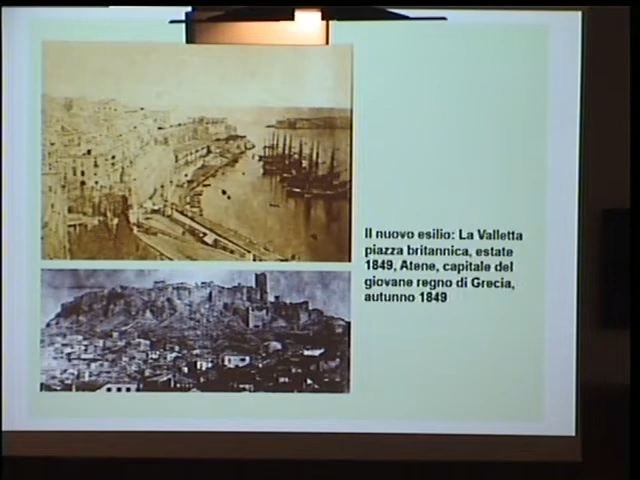 Il nuovo esilio: La Valletta
piazza britannica, estate
1849, Atene, capitale del
giovane regno di Grecia,
autunno 1849